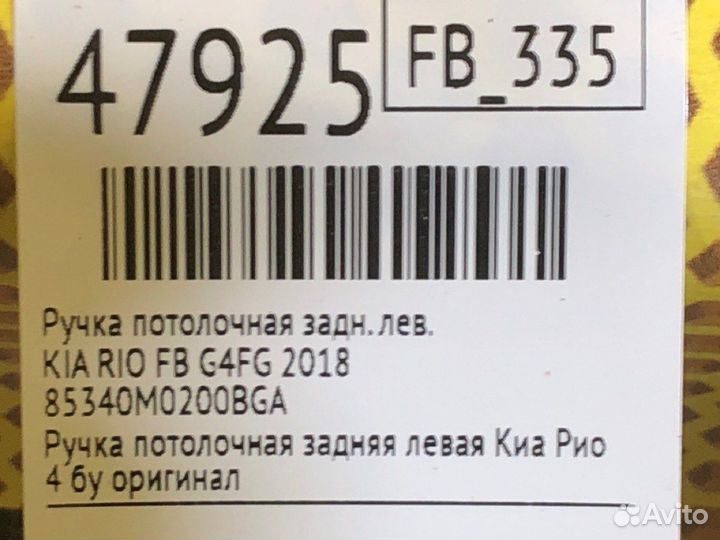 47925
FB_335
Ручка потолочная задн. лев.
KIA RIO FB G4FG 2018
85340M0200BGA
Ручка потолочная задняя левая Киа Рио
4 бу оригинал
Avito